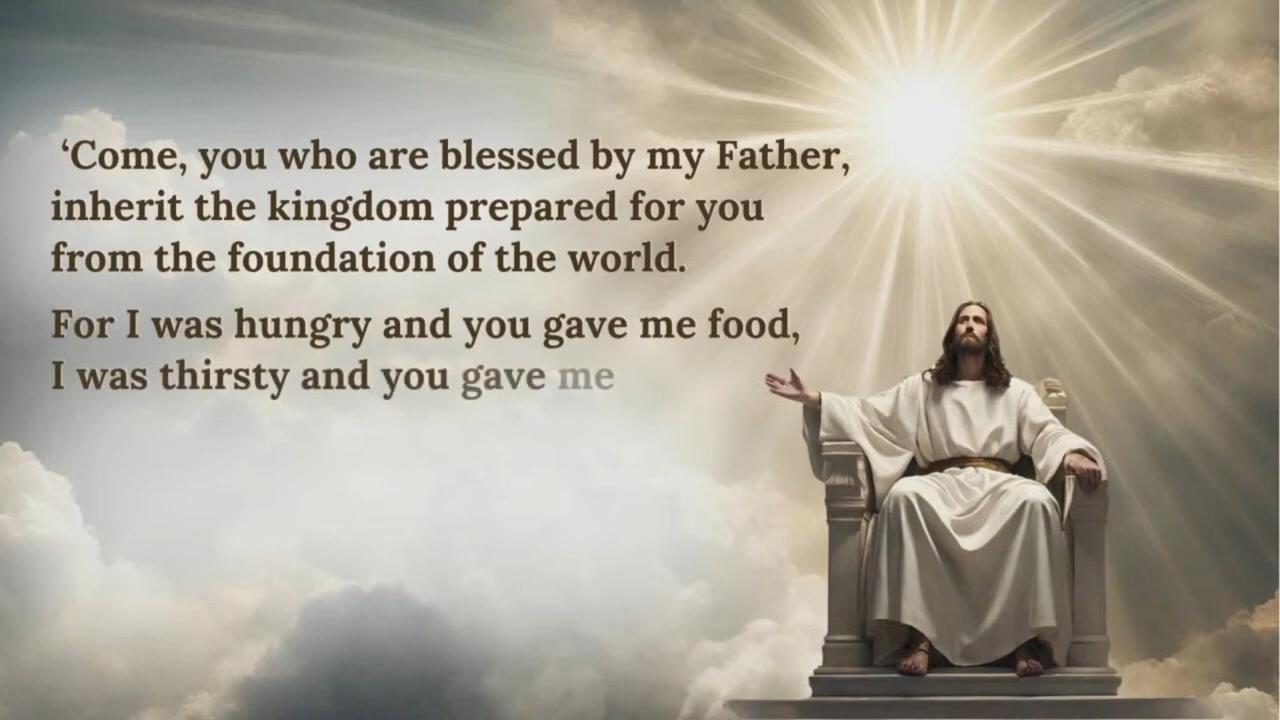 ‘Come, you who are blessed by my Father,
inherit the kingdom prepared for you
from the foundation of the world.
For I was hungry and you gave me food,
I was thirsty and you gave me